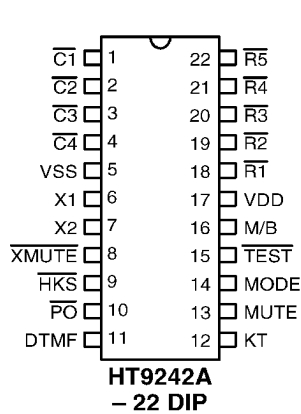 C1 1 22 R5
C2 2 21 R4
C3 3 20 R3
C4 4 19 R2
VSS 5 18 R1
X1 6 17 VDD
X2 7 16 M/B
XMUTE 8 15 TEST
HKS 9 14 MODE
PO 10 13 MUTE
DTMF 11 12 KT
HT9242A
– 22 DIP